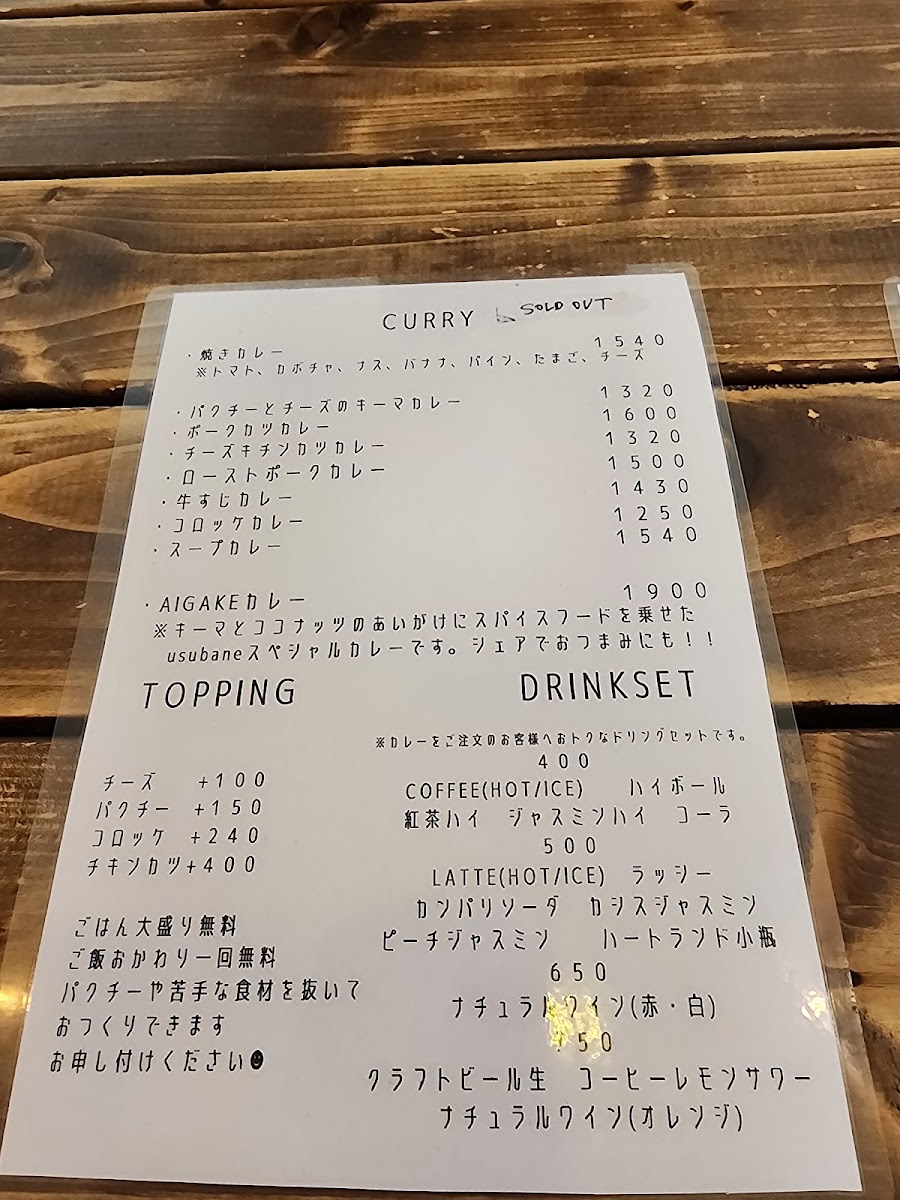 CURRY SOLD OUT
・焼きカレー 1540
※トマト、カボチャ、ナス、バナナ、パイン、たまご、チーズ
・パクチーとチーズのキーマカレー 1320
・ポークカツカレー 1600
・チーズキチンカツカレー 1320
・ローストポークカレー 1500
・牛すじカレー 1430
・コロッケカレー 1250
・スープカレー 1540
・AIGAKEカレー 1900
※キーマとココナッツのあいがけにスパイスフードを乗せた
usubaneスペシャルカレーです。シェアでおつまみにも！！
TOPPING
チーズ +100
パクチー +150
コロッケ +240
チキンカツ+400
ごはん大盛り無料
ご飯おかわり一回無料
パクチーや苦手な食材を抜いて
おつくりできます
お申し付けください☻
DRINKSET
※カレーをご注文のお客様へおトクなドリングセットです。
400
COFFEE(HOT/ICE) ハイボール
紅茶ハイ ジャスミンハイ コーラ
500
LATTE(HOT/ICE) ラッシー
カンパリソーダ カシスジャスミン
ピーチジャスミン ハートランド小瓶
650
ナチュラルワイン(赤・白)
750
クラフトビール生 コーヒーレモンサワー
ナチュラルワイン(オレンジ)